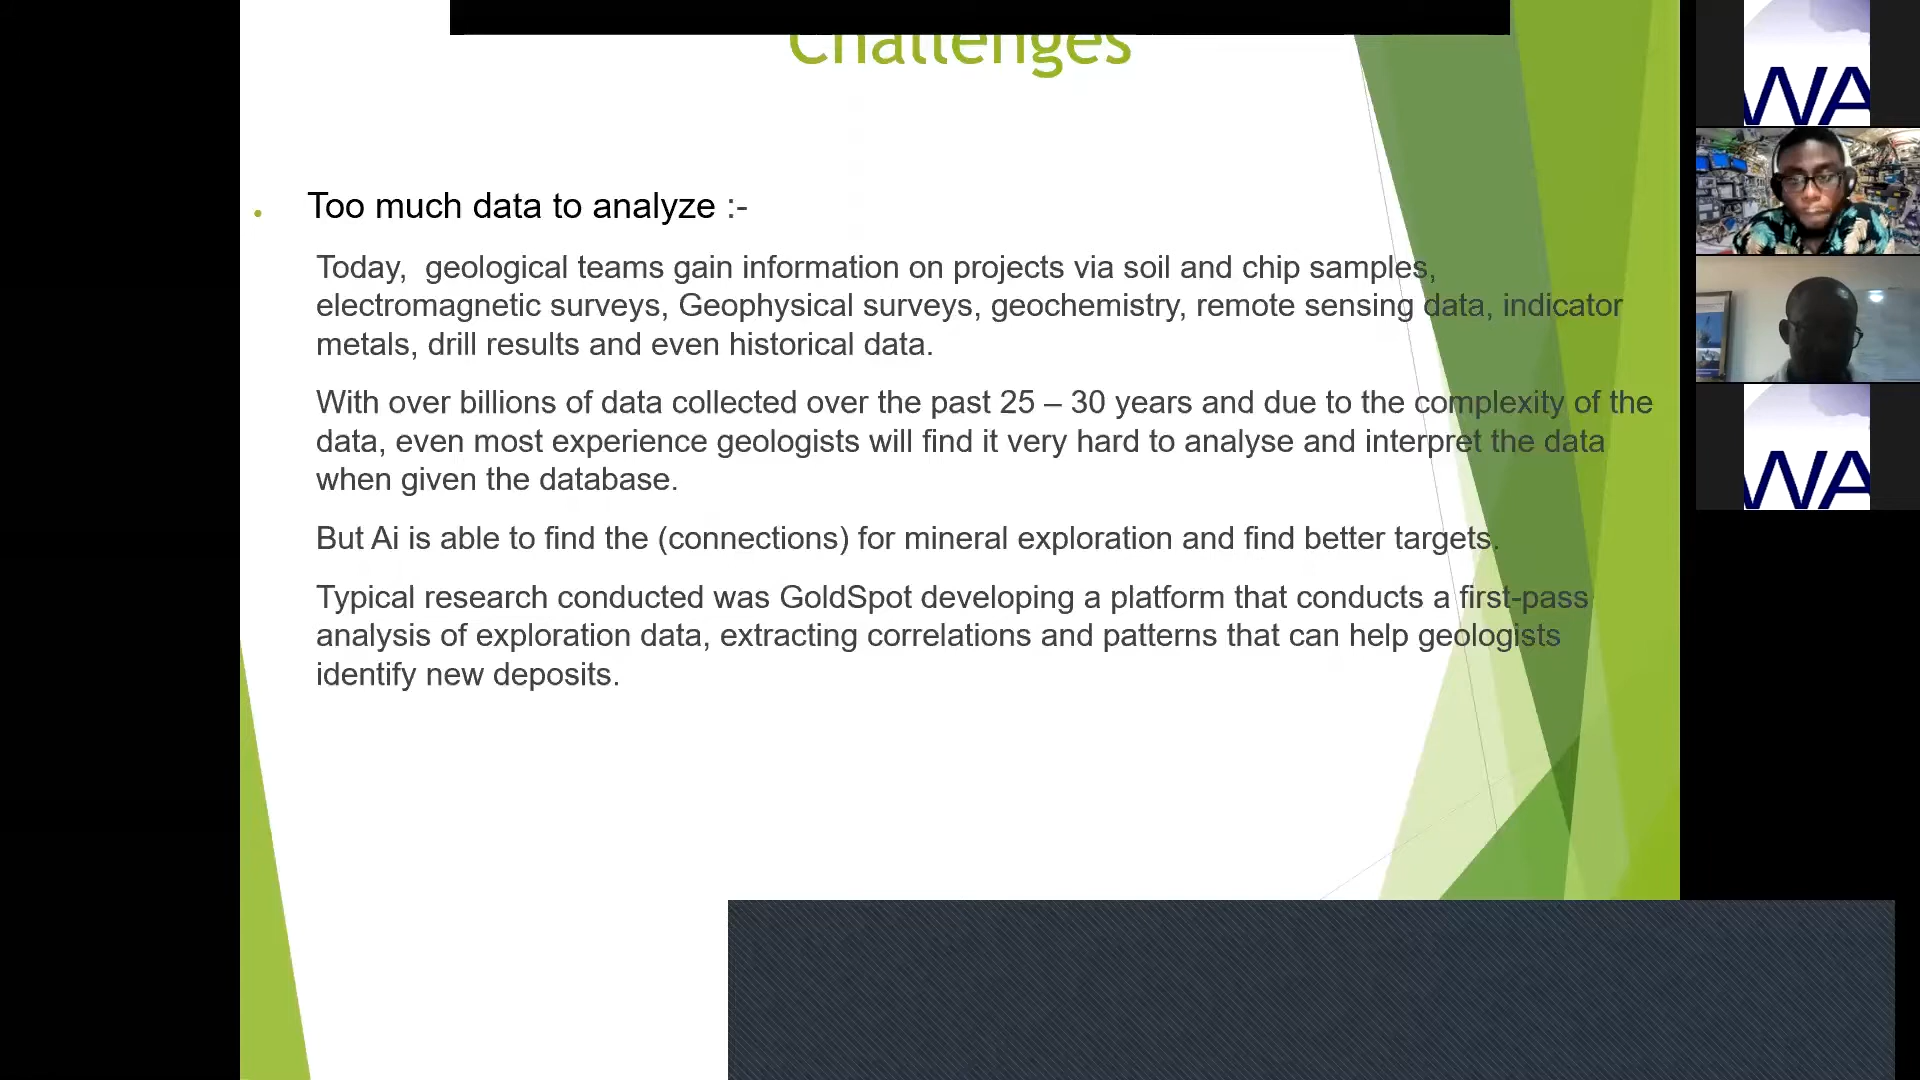 Challenges
Too much data to analyze :-
Today,  geological teams gain information on projects via soil and chip samples,
electromagnetic surveys, Geophysical surveys, geochemistry, remote sensing data, indicator
metals, drill results and even historical data.
With over billions of data collected over the past 25 – 30 years and due to the complexity of the
data, even most experience geologists will find it very hard to analyse and interpret the data
when given the database.
But Ai is able to find the (connections) for mineral exploration and find better targets.
Typical research conducted was GoldSpot developing a platform that conducts a first-pass
analysis of exploration data, extracting correlations and patterns that can help geologists
identify new deposits.
WA
WA